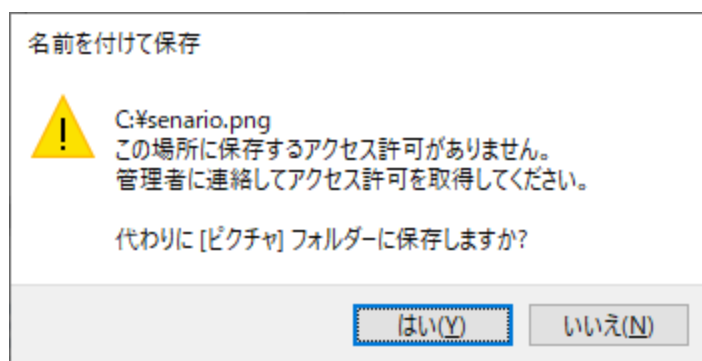 名前を付けて保存
C:¥senario.png
この場所に保存するアクセス許可がありません。
管理者に連絡してアクセス許可を取得してください。
代わりに [ピクチャ] フォルダーに保存しますか?
はい(Y)
いいえ(N)